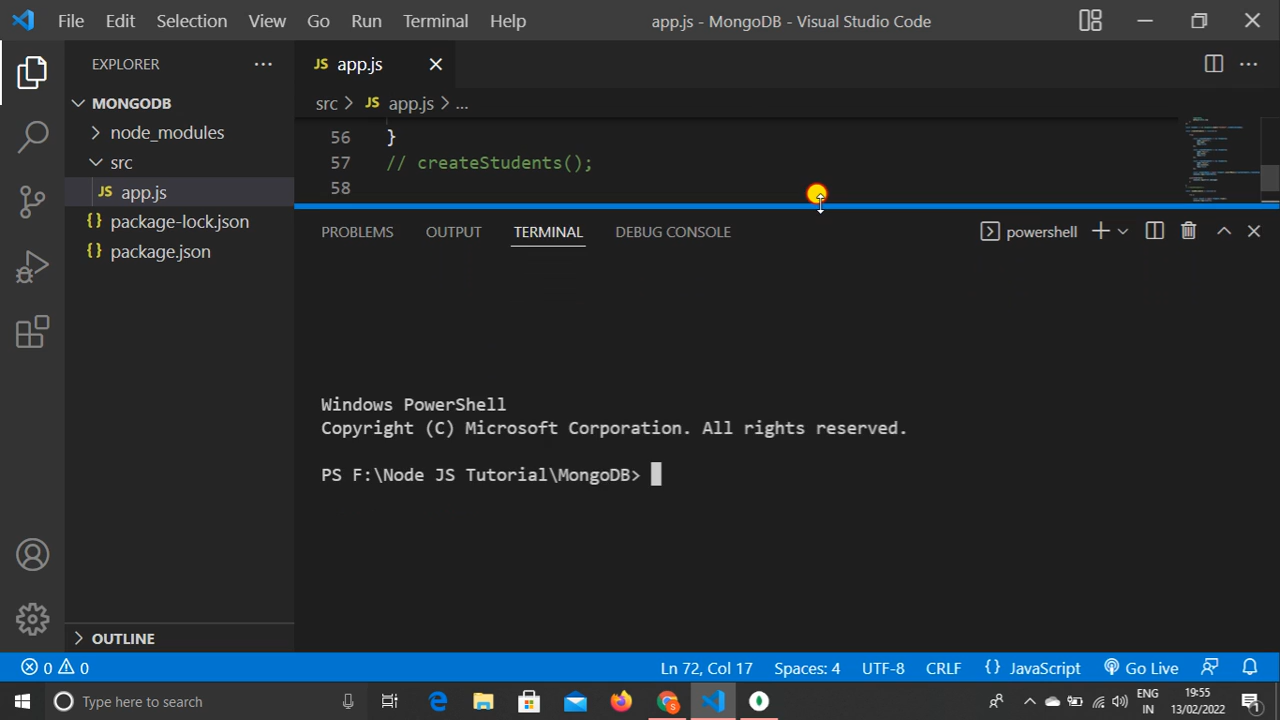 File Edit Selection View Go Run Terminal Help
app.js - MongoDB - Visual Studio Code
EXPLORER
JS app.js
MONGODB
src > JS app.js > ...
node_modules
src
JS app.js
{} package-lock.json
{} package.json
56 }
57 // createStudents();
58
PROBLEMS OUTPUT TERMINAL DEBUG CONSOLE
powershell
Windows PowerShell
Copyright (C) Microsoft Corporation. All rights reserved.
PS F:\Node JS Tutorial\MongoDB>
OUTLINE
0 0
Ln 72, Col 17 Spaces: 4 UTF-8 CRLF {} JavaScript Go Live
Type here to search
ENG
IN
19:55
13/02/2022
1